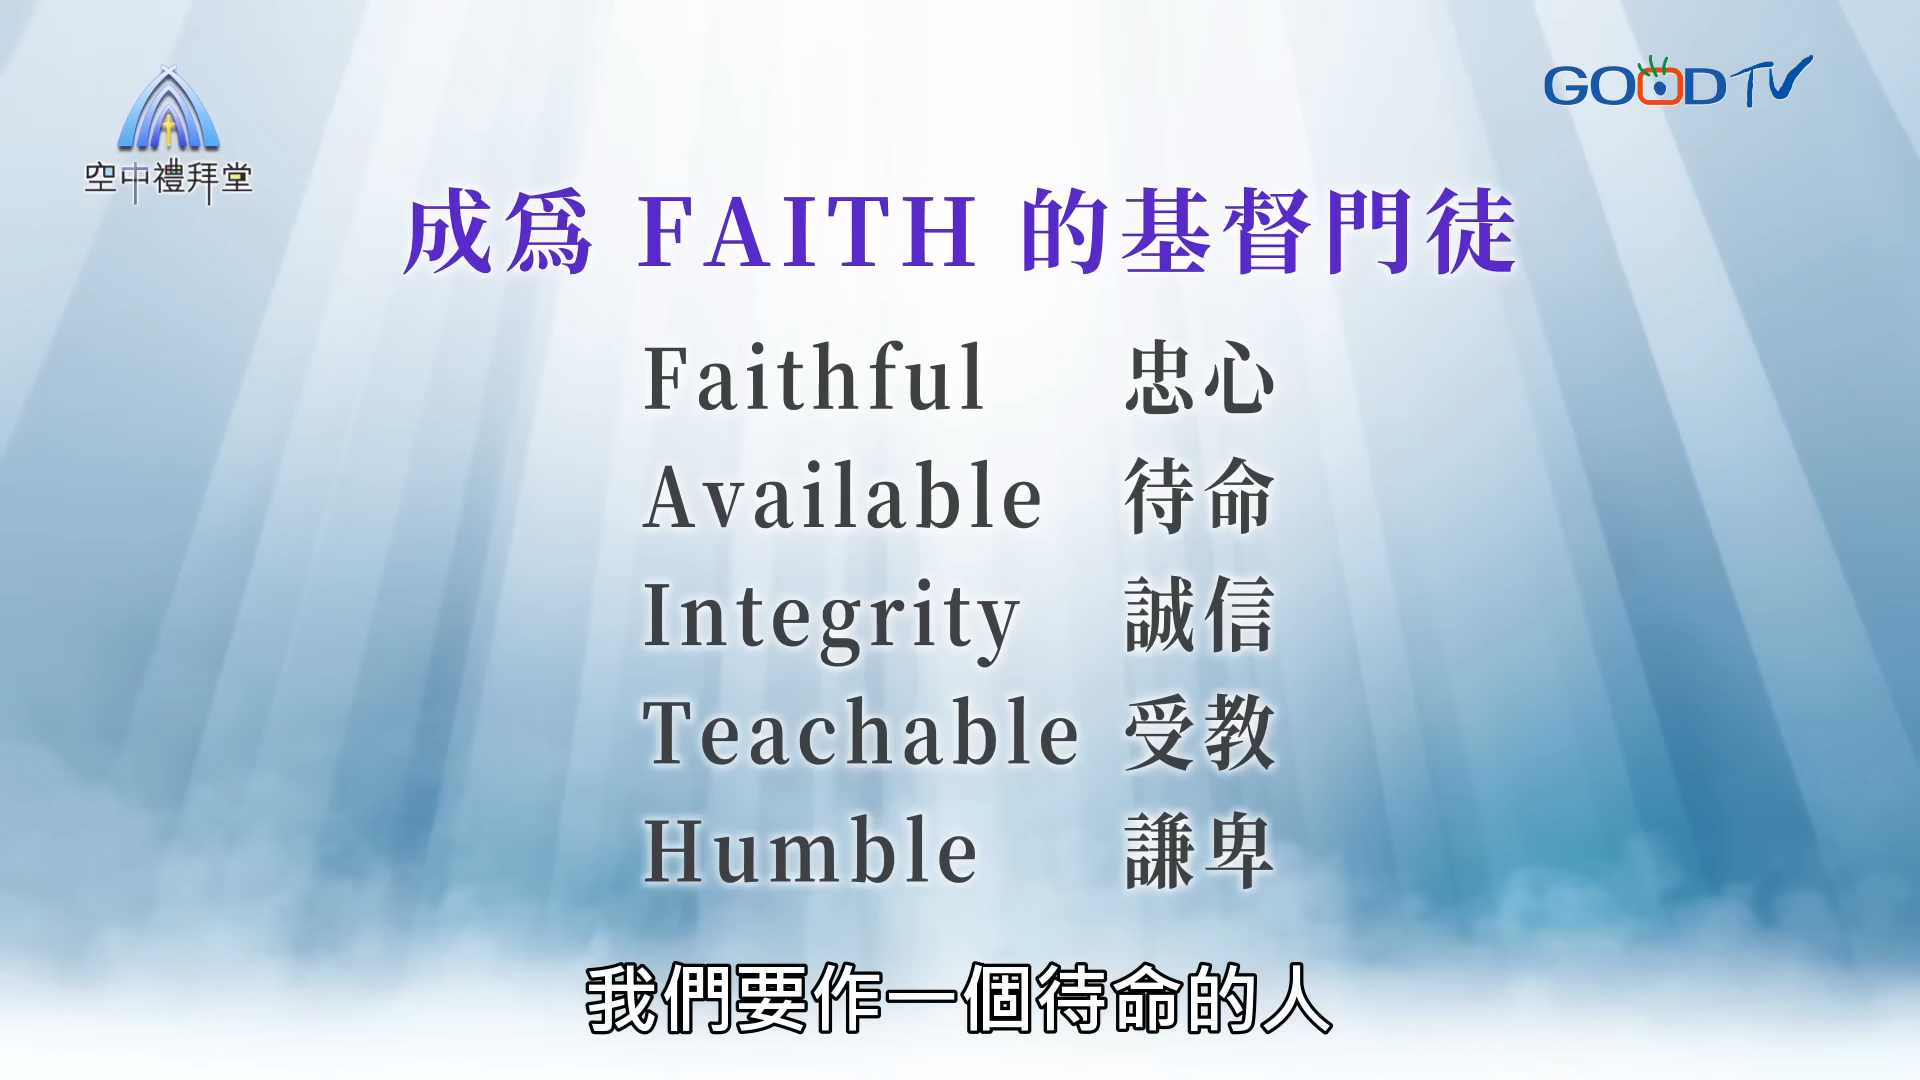 空中禮拜堂
GOOD TV
成爲 FAITH 的基督門徒
Faithful 忠心
Available 待命
Integrity 誠信
Teachable 受教
Humble 謙卑
我們要作一個待命的人